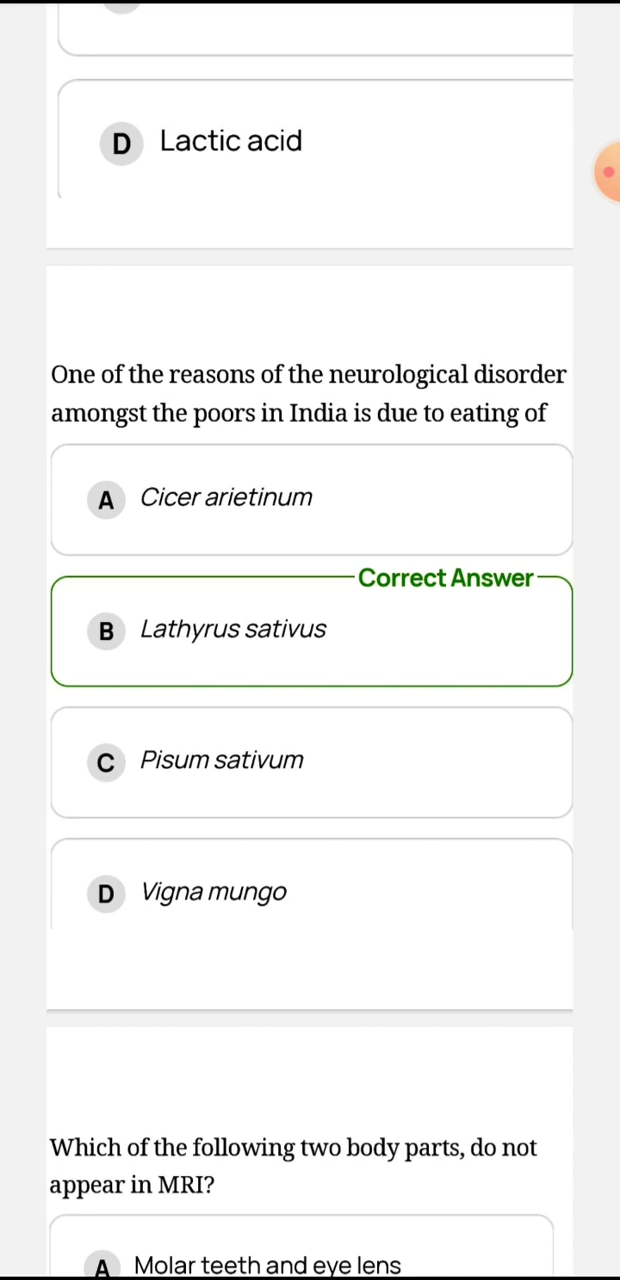 D Lactic acid
One of the reasons of the neurological disorder
amongst the poors in India is due to eating of
A Cicer arietinum
Correct Answer
B Lathyrus sativus
C Pisum sativum
D Vigna mungo
Which of the following two body parts, do not
appear in MRI?
A Molar teeth and eye lens